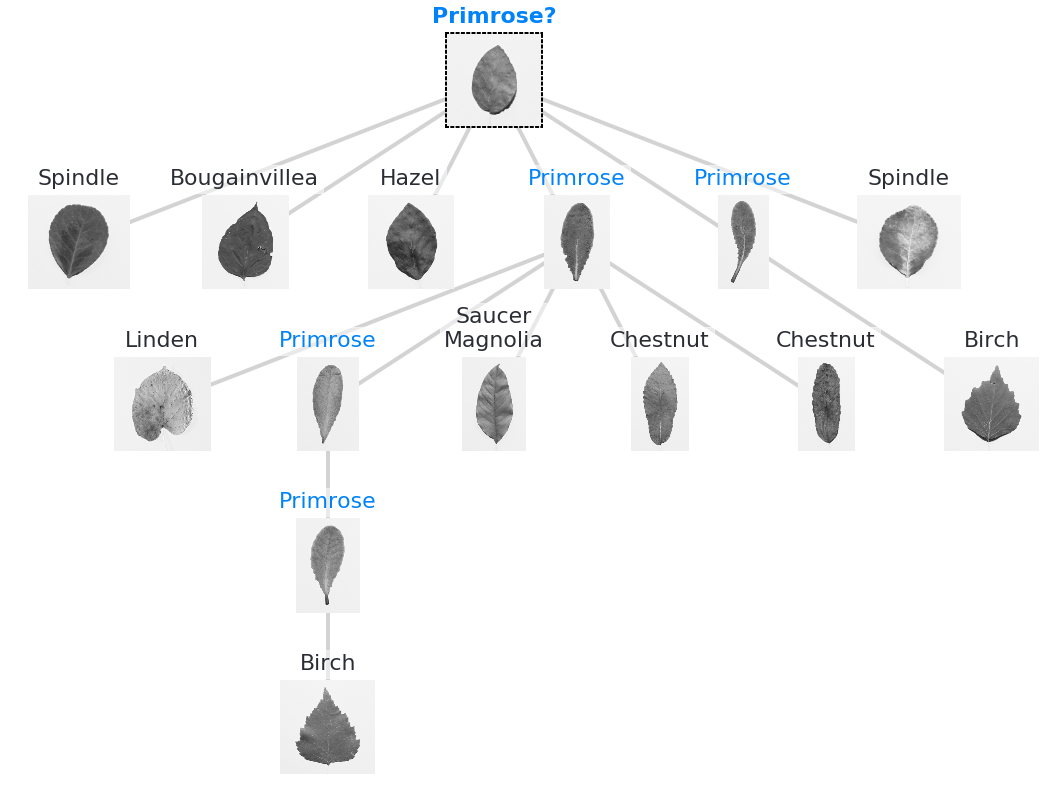 Primrose?
Spindle
Bougainvillea
Hazel
Primrose
Primrose
Spindle
Linden
Primrose
Saucer
Magnolia
Chestnut
Chestnut
Birch
Primrose
Birch